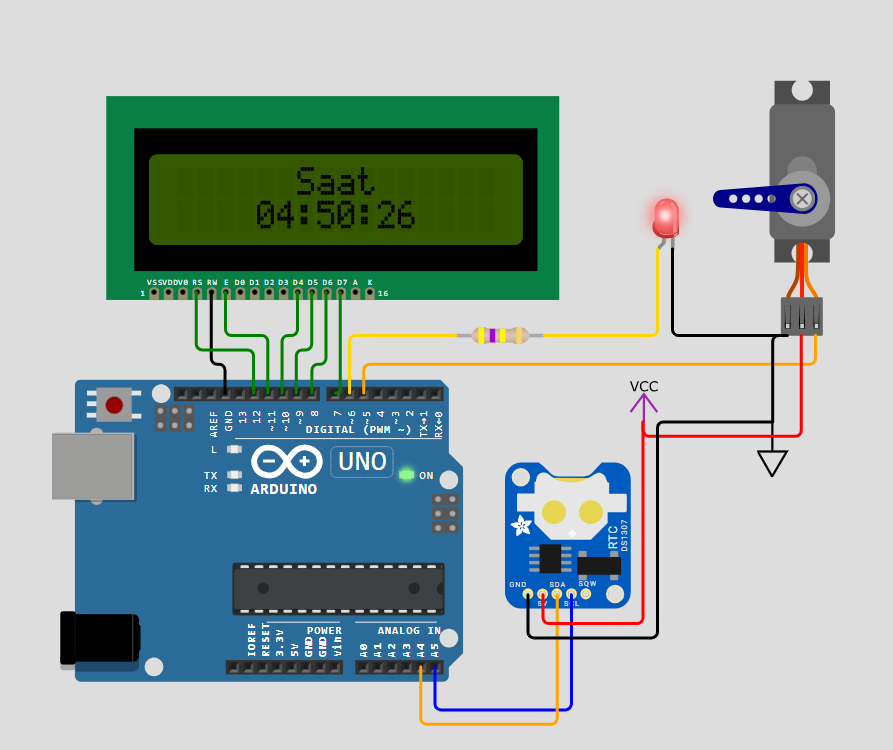 Saat
04:50:26
VSS VDD V0 RS RW E D0 D1 D2 D3 D4 D5 D6 D7 A K
1 16
VCC
AREF GND 13 12 ~11 ~10 ~9 8 7 ~6 ~5 4 ~3 2 TX→1 RX←0
DIGITAL (PWM ~)
L
UNO
TX
RX
ON
ARDUINO
RTC
DS1307
GND SDA SQW
5V SCL
POWER
ANALOG IN
IOREF RESET 3.3V 5V GND GND Vin A0 A1 A2 A3 A4 A5